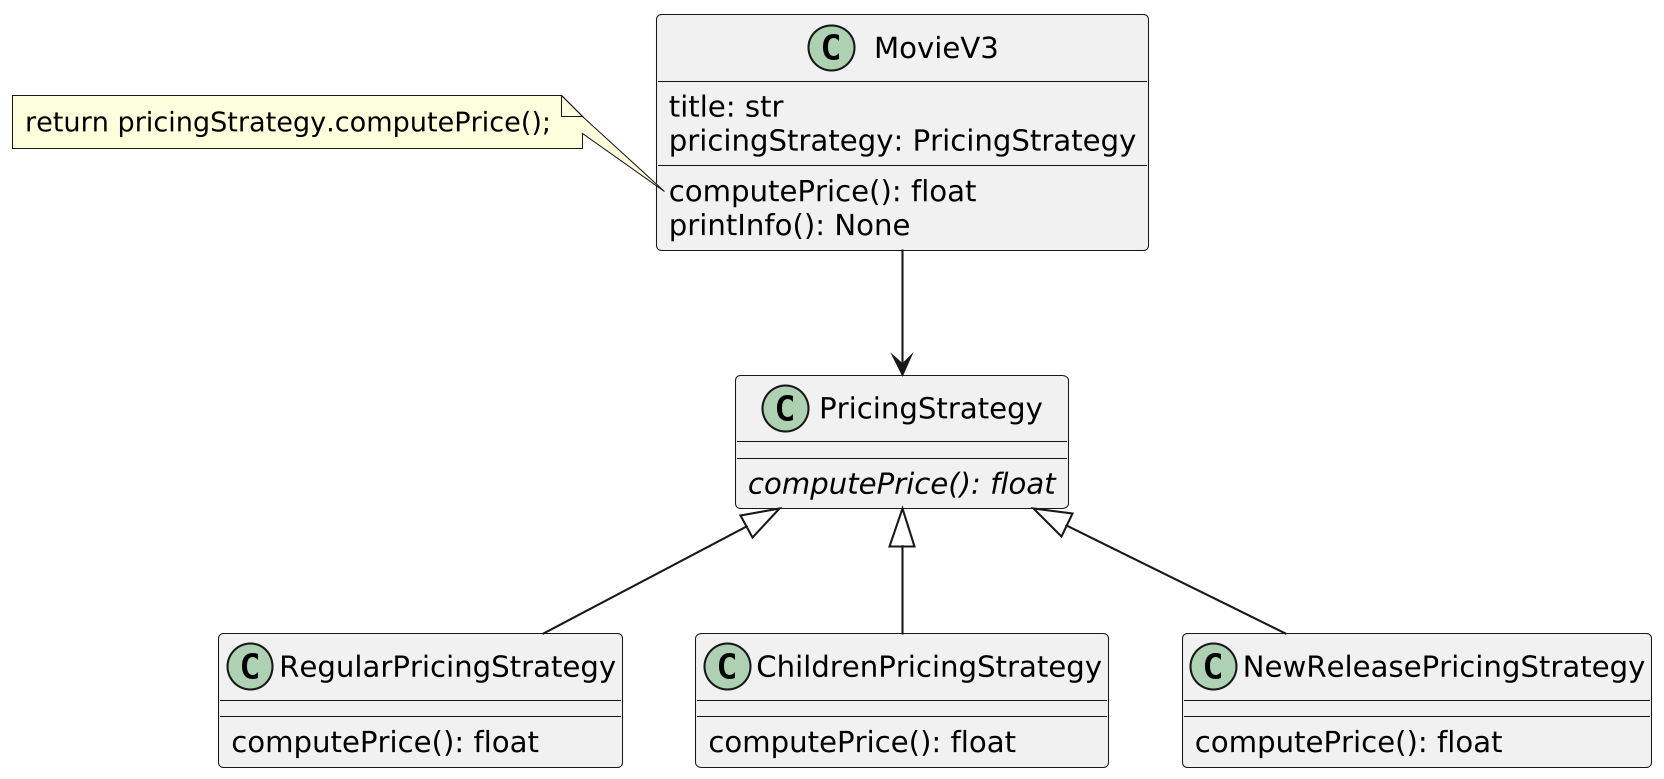 C MovieV3
title: str
pricingStrategy: PricingStrategy
return pricingStrategy.computePrice();
computePrice(): float
printInfo(): None
C PricingStrategy
computePrice(): float
C RegularPricingStrategy
computePrice(): float
C ChildrenPricingStrategy
computePrice(): float
C NewReleasePricingStrategy
computePrice(): float